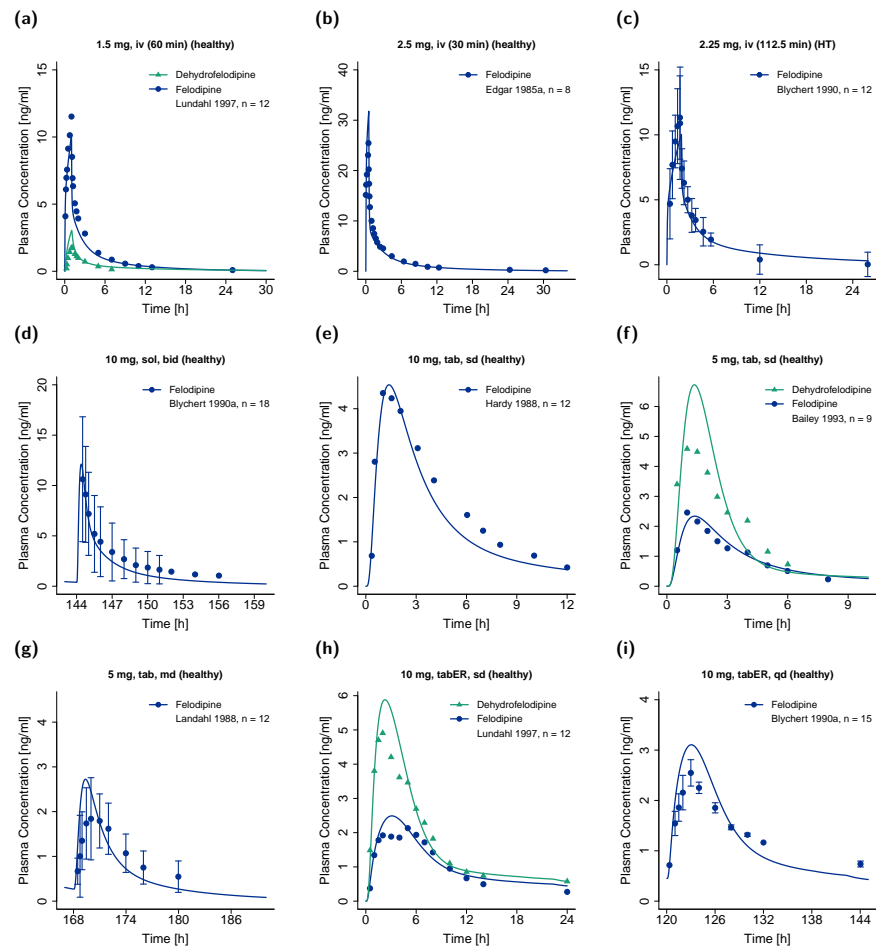 (a)
1.5 mg, iv (60 min) (healthy)
Plasma Concentration [ng/ml]
15
10
5
0
Dehydrofelodipine
Felodipine
Lundahl 1997, n = 12
0 6 12 18 24 30
Time [h]
(b)
2.5 mg, iv (30 min) (healthy)
Plasma Concentration [ng/ml]
40
30
20
10
0
Felodipine
Edgar 1985a, n = 8
0 6 12 18 24 30
Time [h]
(c)
2.25 mg, iv (112.5 min) (HT)
Plasma Concentration [ng/ml]
15
10
5
0
Felodipine
Blychert 1990, n = 12
0 6 12 18 24
Time [h]
(d)
10 mg, sol, bid (healthy)
Plasma Concentration [ng/ml]
20
15
10
5
0
Felodipine
Blychert 1990a, n = 18
144 147 150 153 156 159
Time [h]
(e)
10 mg, tab, sd (healthy)
Plasma Concentration [ng/ml]
4
3
2
1
0
Felodipine
Hardy 1988, n = 12
0 3 6 9 12
Time [h]
(f)
5 mg, tab, sd (healthy)
Plasma Concentration [ng/ml]
6
5
4
3
2
1
0
Dehydrofelodipine
Felodipine
Bailey 1993, n = 9
0 3 6 9
Time [h]
(g)
5 mg, tab, md (healthy)
Plasma Concentration [ng/ml]
4
3
2
1
0
Felodipine
Landahl 1988, n = 12
168 174 180 186
Time [h]
(h)
10 mg, tabER, sd (healthy)
Plasma Concentration [ng/ml]
6
5
4
3
2
1
0
Dehydrofelodipine
Felodipine
Lundahl 1997, n = 12
0 6 12 18 24
Time [h]
(i)
10 mg, tabER, qd (healthy)
Plasma Concentration [ng/ml]
4
3
2
1
0
Felodipine
Blychert 1990a, n = 15
120 126 132 138 144
Time [h]